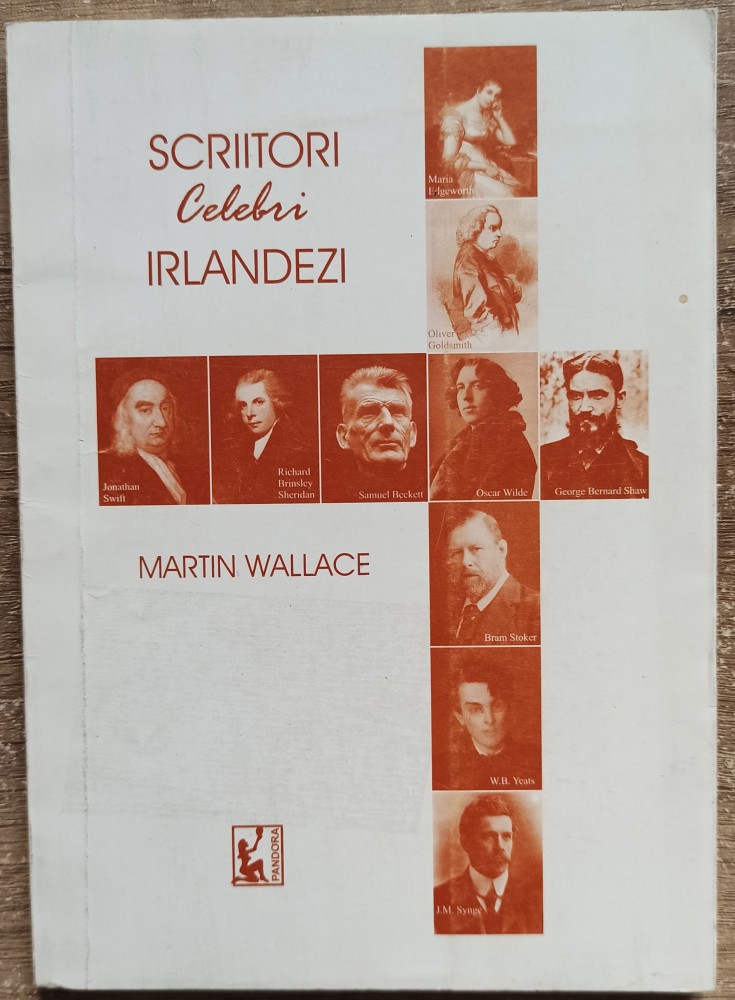 SCRIITORI
Celebri
IRLANDEZI
Maria
Edgeworth
Oliver
Goldsmith
Jonathan
Swift
Richard
Brinsley
Sheridan
Samuel Beckett
Oscar Wilde
George Bernard Shaw
MARTIN WALLACE
Bram Stoker
W.B. Yeats
J.M. Synge
PANDORA